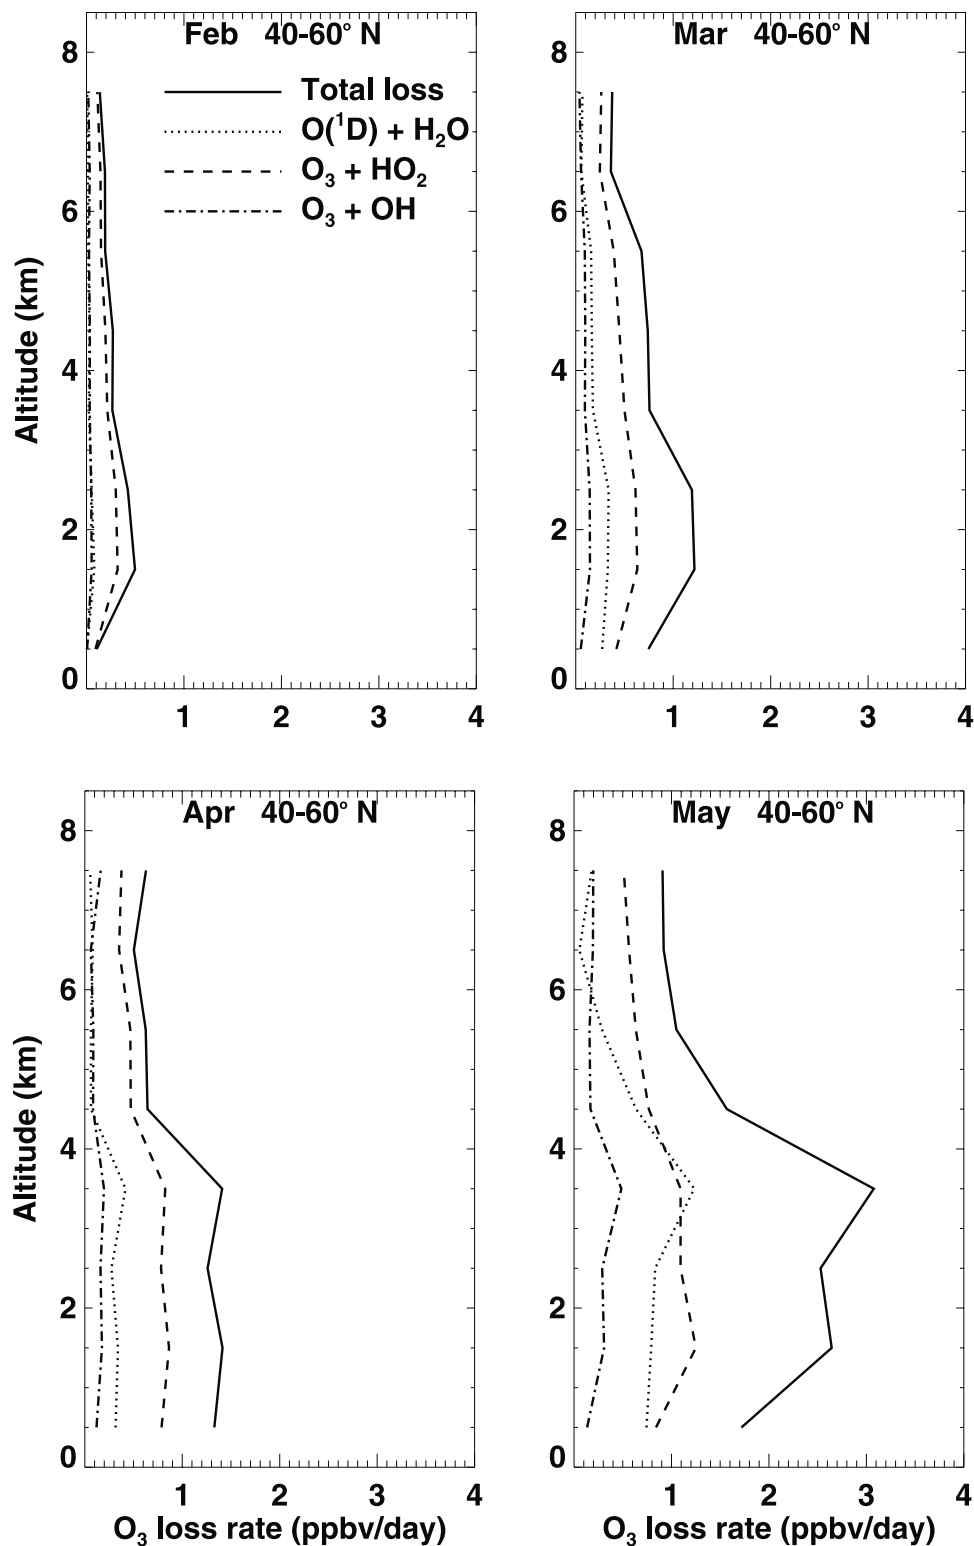 Feb 40-60° N
Total loss
O(¹D) + H₂O
O₃ + HO₂
O₃ + OH
8
6
4
2
0
Altitude (km)
1 2 3 4
Mar 40-60° N
8
6
4
2
0
1 2 3 4
Apr 40-60° N
8
6
4
2
0
Altitude (km)
1 2 3 4
O₃ loss rate (ppbv/day)
May 40-60° N
8
6
4
2
0
1 2 3 4
O₃ loss rate (ppbv/day)